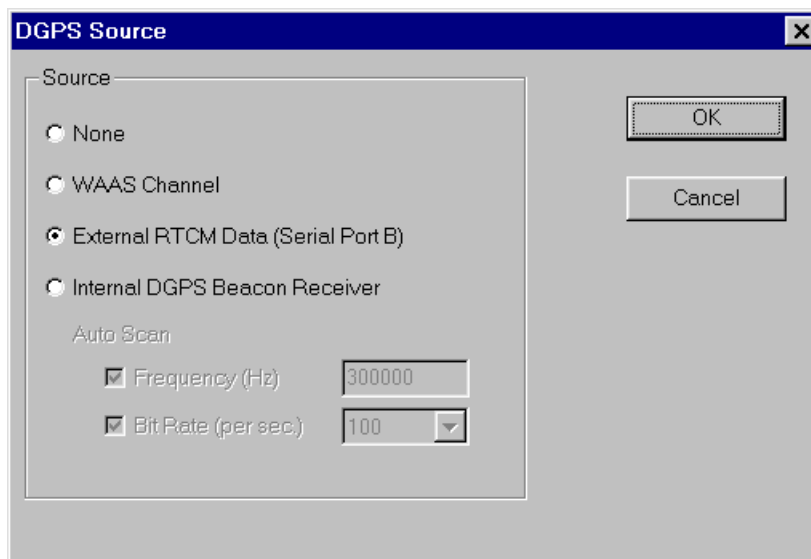 DGPS Source
Source
None
WAAS Channel
External RTCM Data (Serial Port B)
Internal DGPS Beacon Receiver
Auto Scan
Frequency (Hz) 300000
Bit Rate (per sec.) 100
OK
Cancel